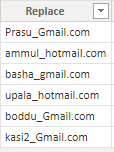 Replace
Prasu_Gmail.com
ammul_hotmail.com
basha_gmail.com
upala_hotmail.com
boddu_Gmail.com
kasi2_Gmail.com